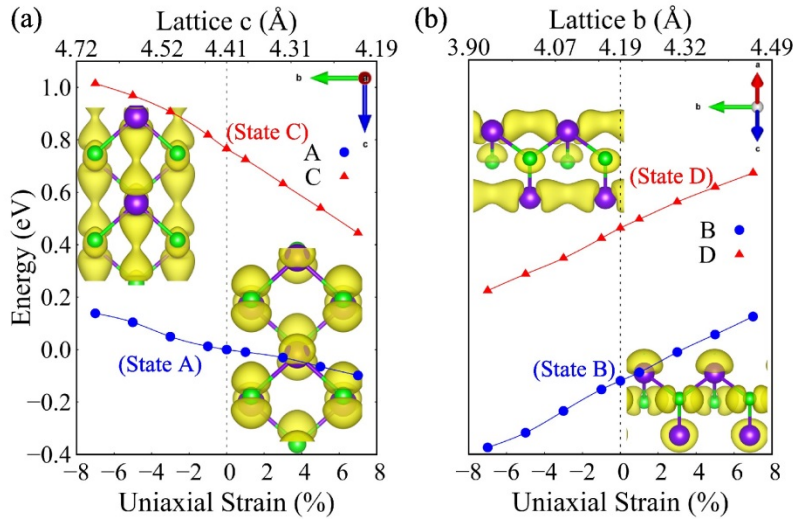 (a)
Lattice c (Å)
4.72 4.52 4.41 4.31 4.19
Energy (eV)
1.0
0.8
0.6
0.4
0.2
0.0
−0.2
−0.4
(State C)
A
C
(State A)
b
c
−8 −6 −4 −2 0 2 4 6 8
Uniaxial Strain (%)
(b)
Lattice b (Å)
3.90 4.07 4.19 4.32 4.49
a
b
c
(State D)
B
D
(State B)
−8 −6 −4 −2 0 2 4 6 8
Uniaxial Strain (%)